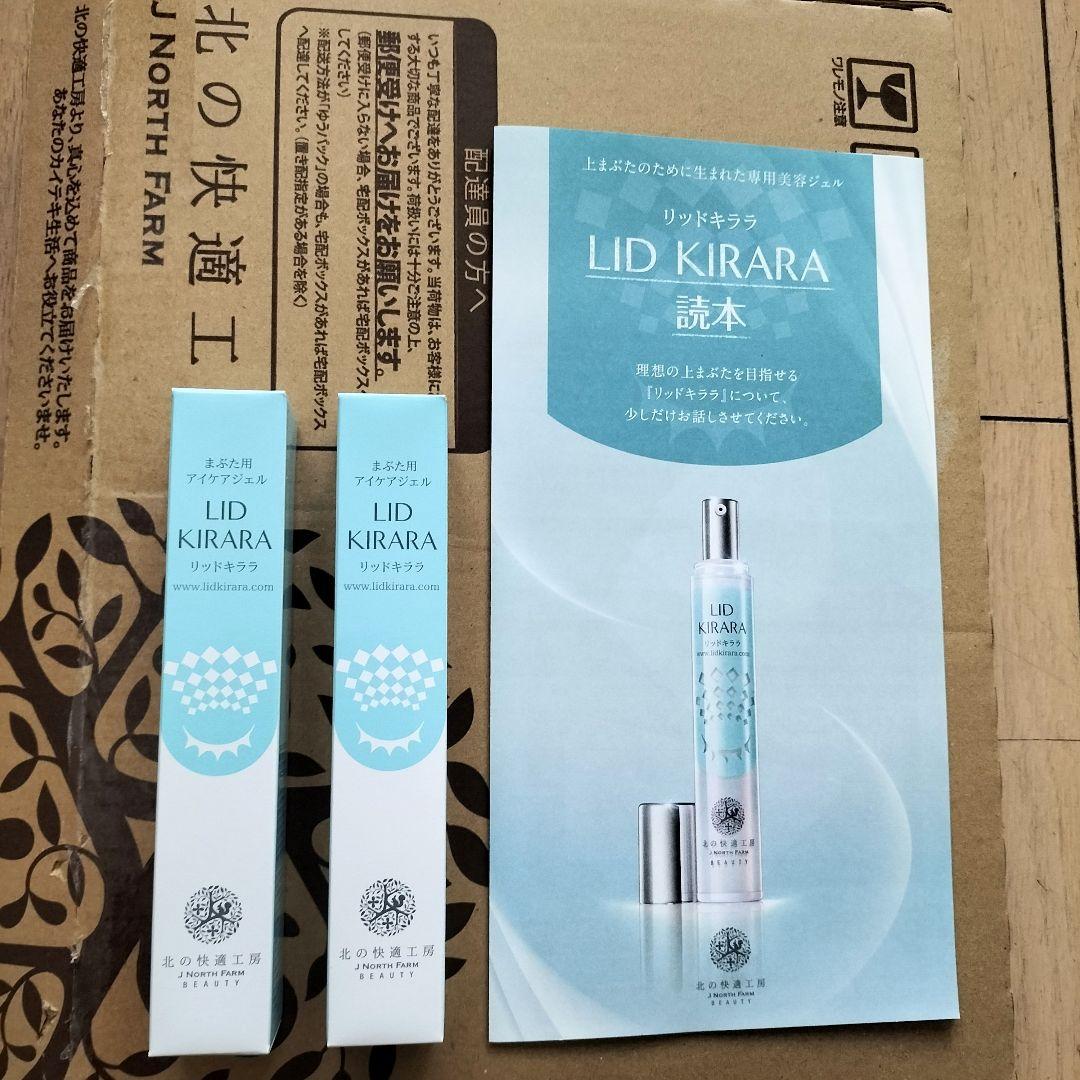 北の快適工
J NORTH FARM
北の快適工房より、真心を込めて商品をお届けいたします。
あなたのカイテキ生活へお役立てくださいませ。
配達員の方へ
いつも丁寧な配達をありがとうございます。当荷物は、お客様に
する大切な商品でございます。荷扱いには十分ご注意の上、
郵便受けへお届けをお願いします。
(郵便受けに入らない場合、宅配ボックスがあれば宅配ボックスへ
してください)
※配送方法が「ゆうパック」の場合も、宅配ボックスがあれば宅配ボックス
へ配達してください。(置き配指定がある場合を除く)
ワレモノ注意
上まぶたのために生まれた専用美容ジェル
リッドキララ
LID KIRARA
読本
理想の上まぶたを目指せる
『リッドキララ』について、
少しだけお話しさせてください。
LID
KIRARA
リッドキララ
www.lidkirara.com
北の快適工房
J NORTH FARM
BEAUTY
北の快適工房
J NORTH FARM
BEAUTY
まぶた用
アイケアジェル
LID
KIRARA
リッドキララ
www.lidkirara.com
北の快適工房
J NORTH FARM
BEAUTY
まぶた用
アイケアジェル
LID
KIRARA
リッドキララ
www.lidkirara.com
北の快適工房
J NORTH FARM
BEAUTY